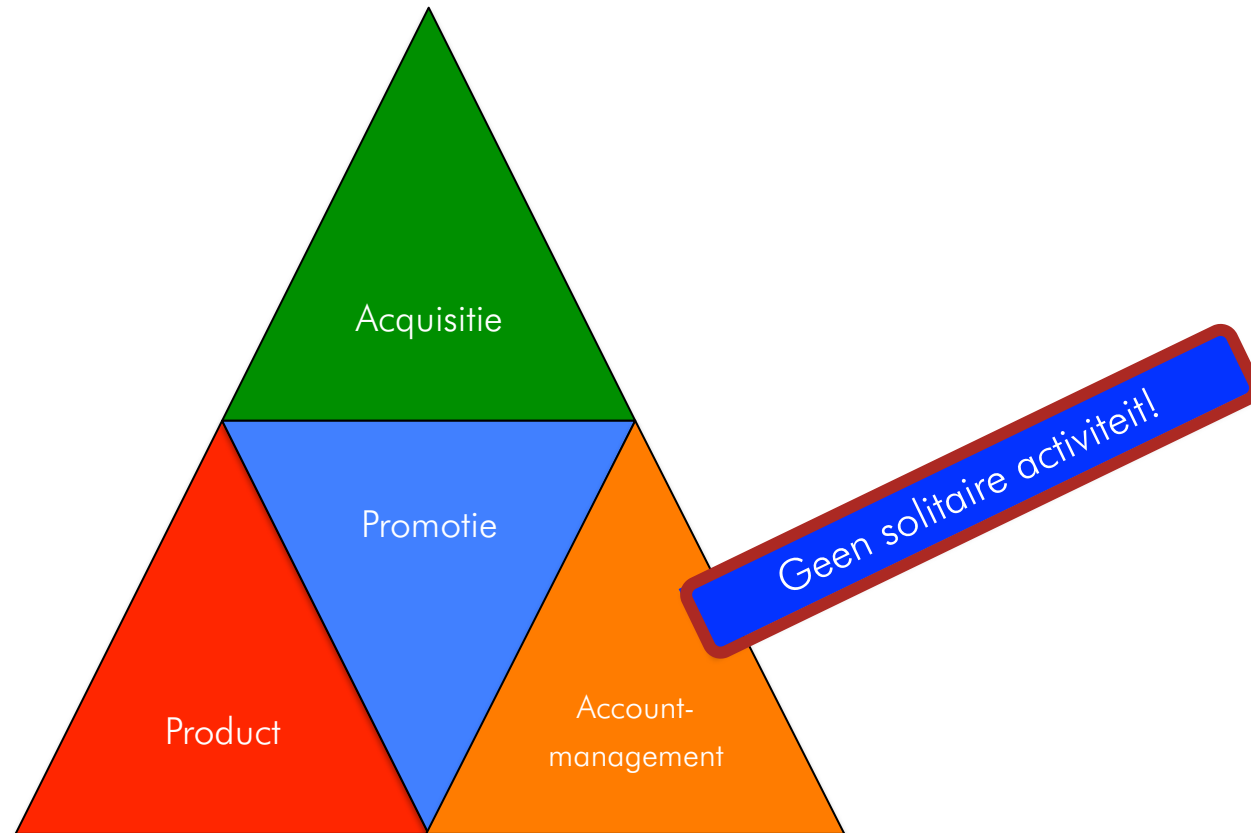 Acquisitie
Promotie
Geen solitaire activiteit!
Product
Account-
management